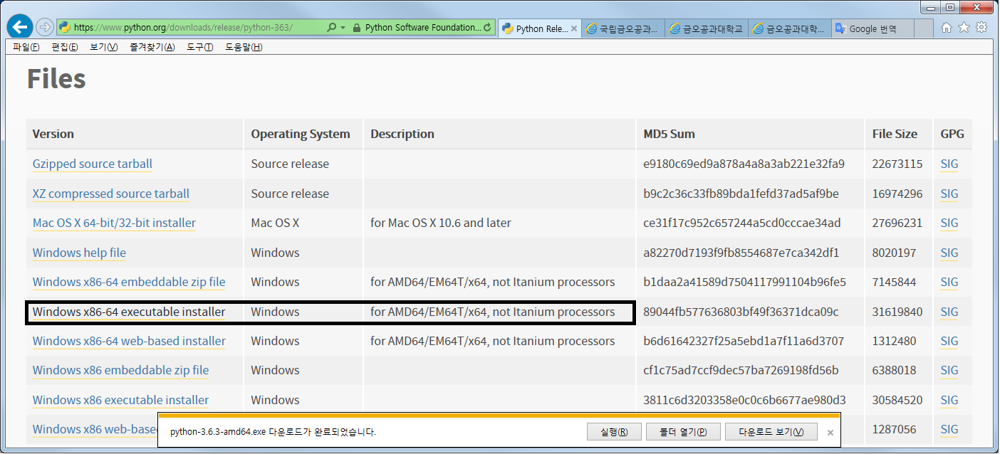 https://www.python.org/downloads/release/python-363/ Python Software Foundation... Python Rele... 국립금오공과... 금오공과대학교 금오공과대학... Google 번역
파일(F) 편집(E) 보기(V) 즐겨찾기(A) 도구(T) 도움말(H)
Files
Version Operating System Description MD5 Sum File Size GPG
Gzipped source tarball Source release e9180c69ed9a878a4a8a3ab221e32fa9 22673115 SIG
XZ compressed source tarball Source release b9c2c36c33fb89bda1fefd37ad5af9be 16974296 SIG
Mac OS X 64-bit/32-bit installer Mac OS X for Mac OS X 10.6 and later ce31f17c952c657244a5cd0cccae34ad 27696231 SIG
Windows help file Windows a82270d7193f9fb8554687e7ca342df1 8020197 SIG
Windows x86-64 embeddable zip file Windows for AMD64/EM64T/x64, not Itanium processors b1daa2a41589d7504117991104b96fe5 7145844 SIG
Windows x86-64 executable installer Windows for AMD64/EM64T/x64, not Itanium processors 89044fb577636803bf49f36371dca09c 31619840 SIG
Windows x86-64 web-based installer Windows for AMD64/EM64T/x64, not Itanium processors b6d61642327f25a5ebd1a7f11a6d3707 1312480 SIG
Windows x86 embeddable zip file Windows cf1c75ad7ccf9dec57ba7269198fd56b 6388018 SIG
Windows x86 executable installer Windows 3811c6d3203358e0c0c6b6677ae980d3 30584520 SIG
Windows x86 web-base 1287056 SIG
python-3.6.3-amd64.exe 다운로드가 완료되었습니다. 실행(R) 폴더 열기(P) 다운로드 보기(V)